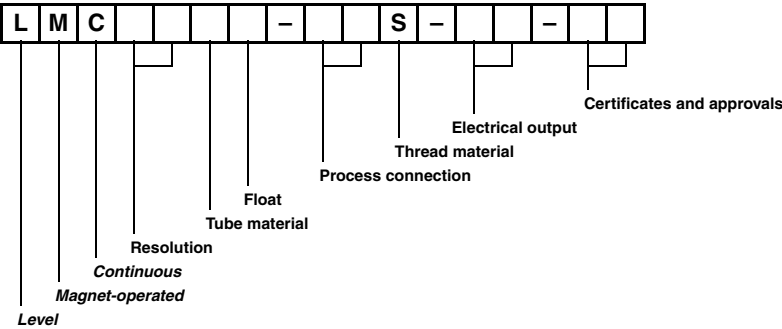 L M C – S – –
Certificates and approvals
Electrical output
Thread material
Process connection
Float
Tube material
Resolution
Continuous
Magnet-operated
Level